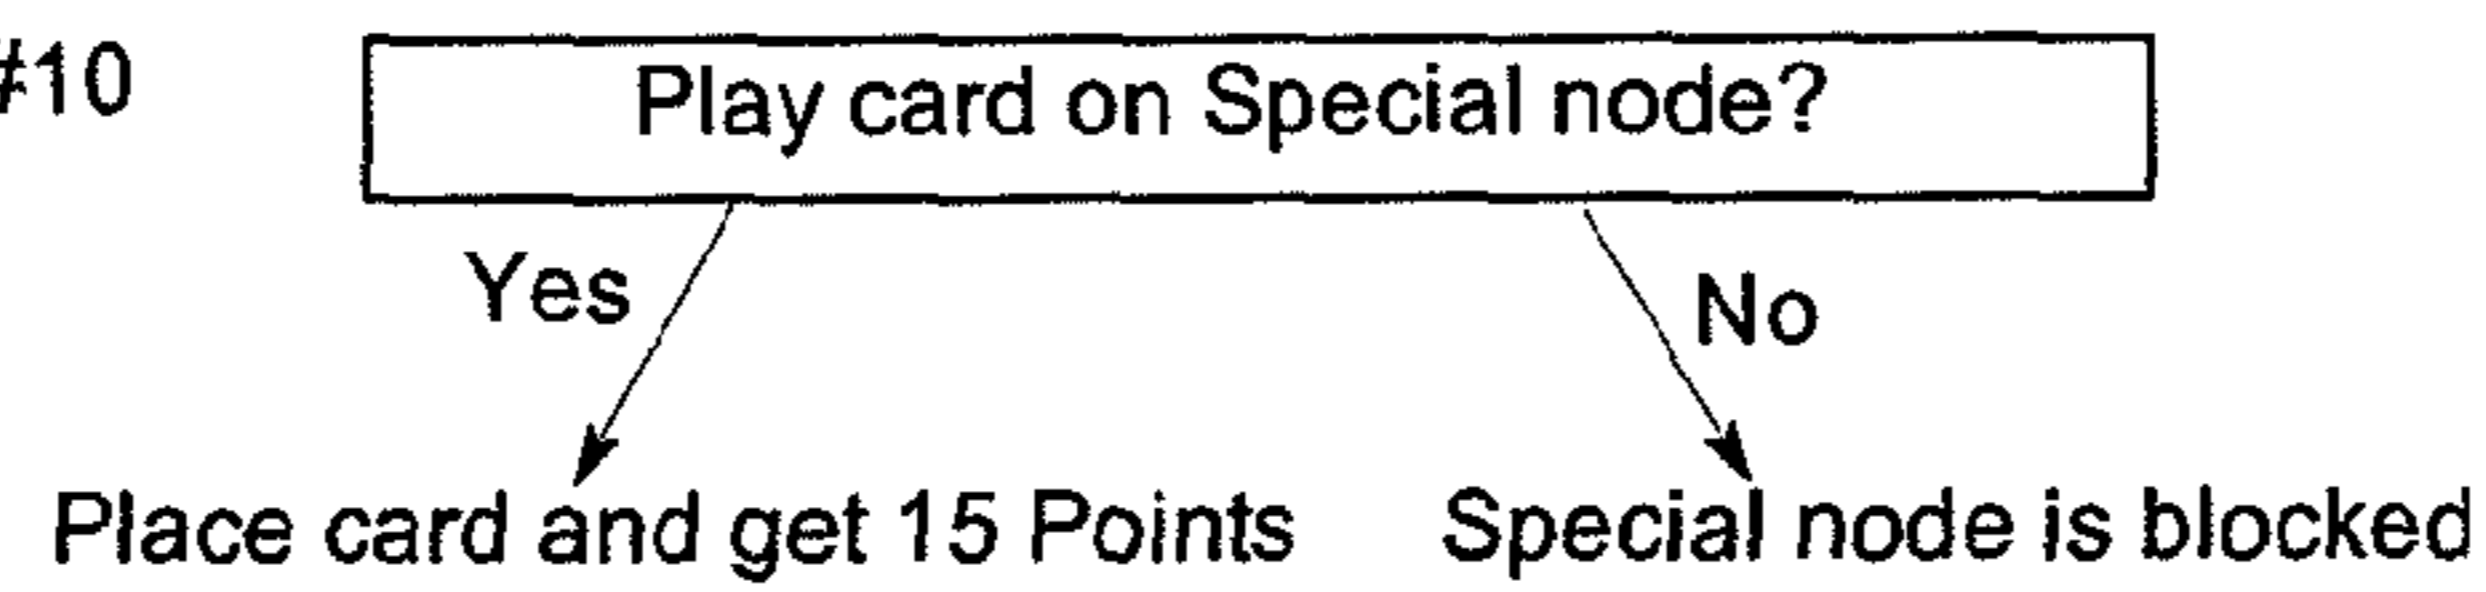 #10
Play card on Special node?
Yes
No
Place card and get 15 Points
Special node is blocked